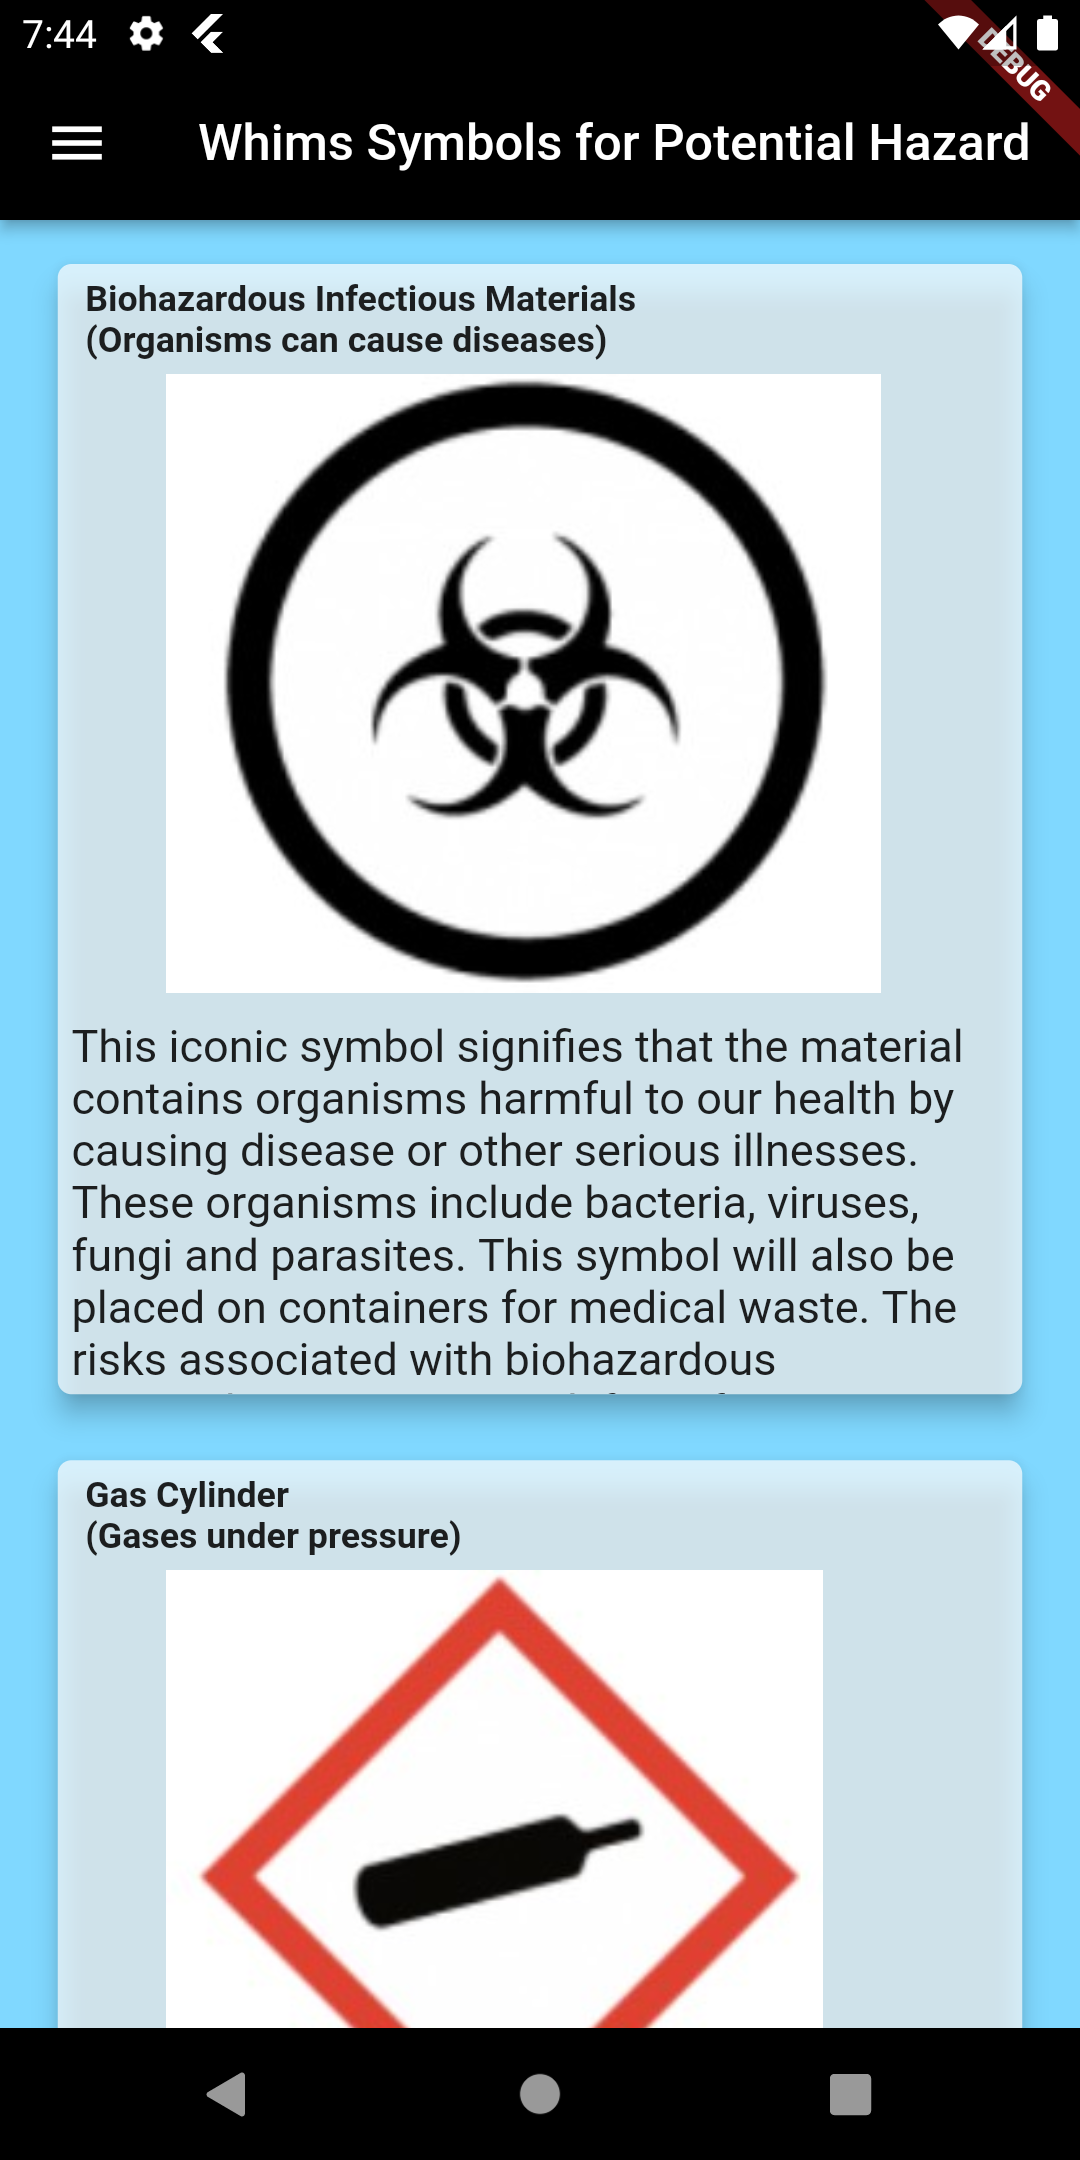 7:44
DEBUG
Whims Symbols for Potential Hazard
Biohazardous Infectious Materials
(Organisms can cause diseases)
This iconic symbol signifies that the material
contains organisms harmful to our health by
causing disease or other serious illnesses.
These organisms include bacteria, viruses,
fungi and parasites. This symbol will also be
placed on containers for medical waste. The
risks associated with biohazardous
Gas Cylinder
(Gases under pressure)